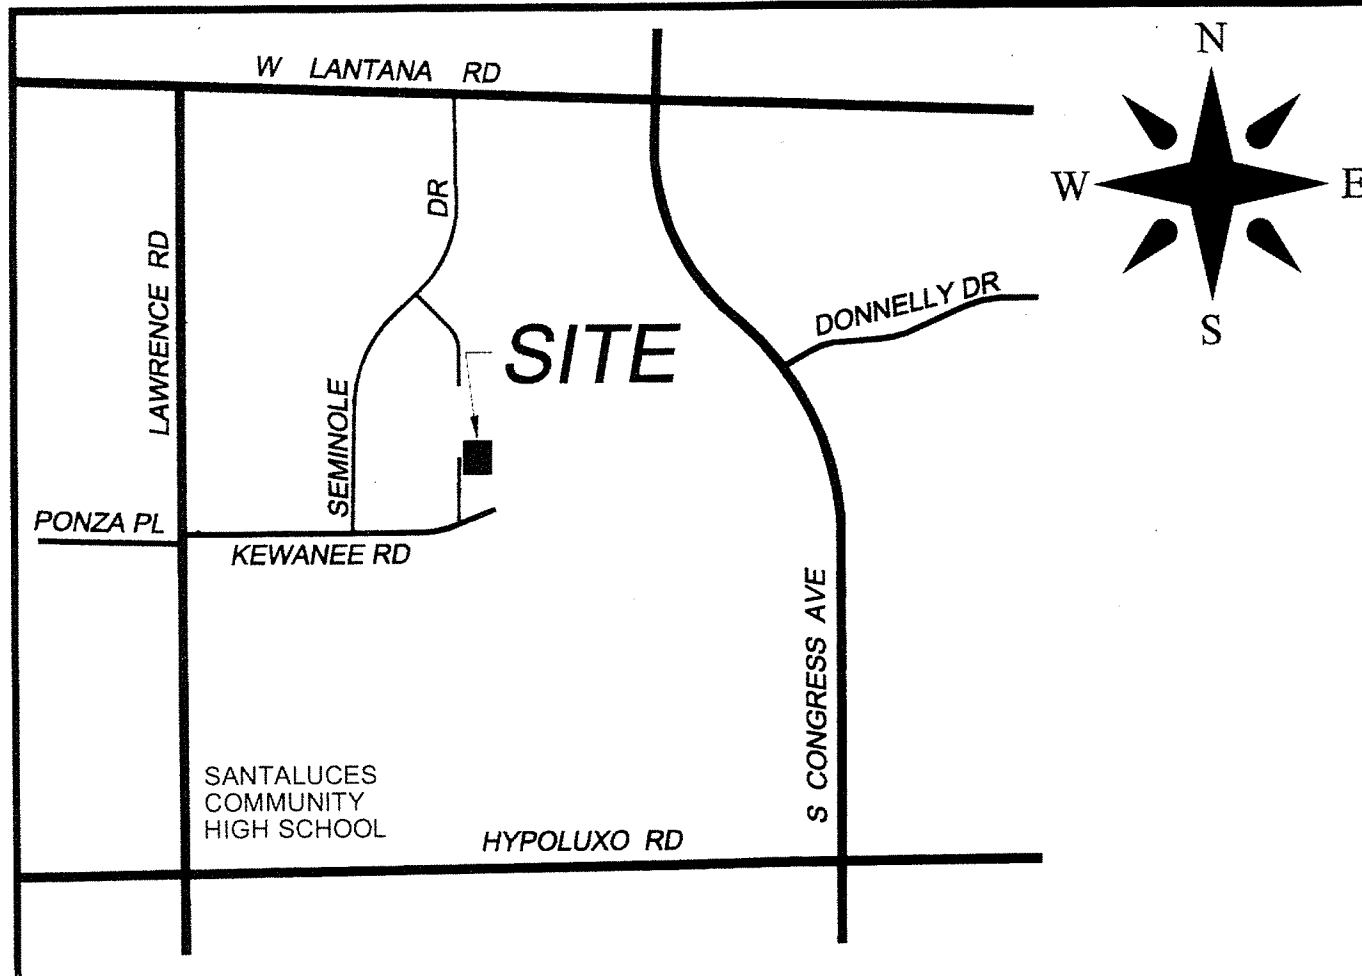 N
W LANTANA RD
W
E
DR
LAWRENCE RD
DONNELLY DR
S
SITE
SEMINOLE
PONZA PL
KEWANEE RD
S CONGRESS AVE
SANTALUCES
COMMUNITY
HIGH SCHOOL
HYPOLUXO RD